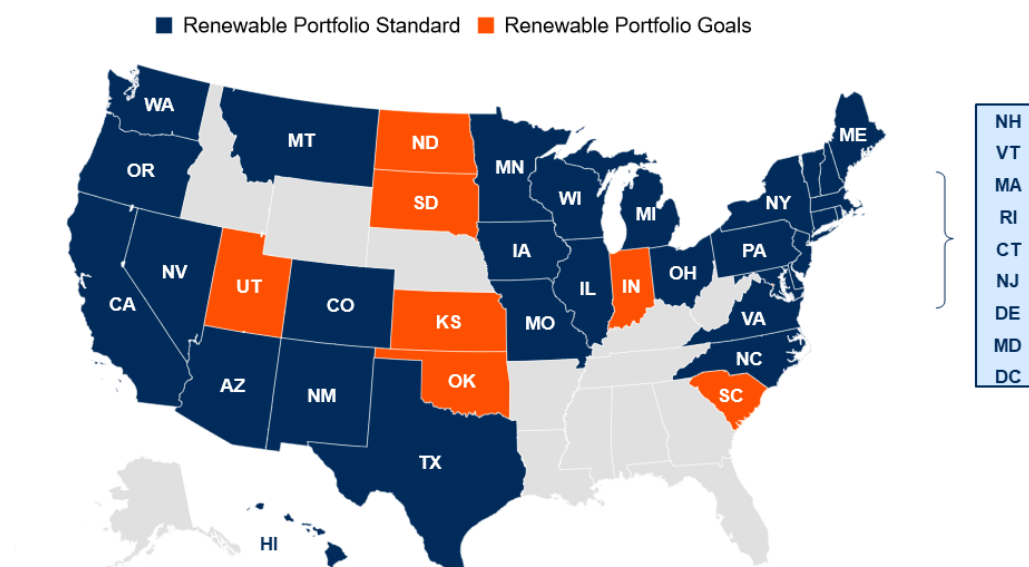 Renewable Portfolio Standard Renewable Portfolio Goals
WA
MT
ND
ME
OR
MN
SD
WI
NY
MI
IA
PA
NV
UT
OH
IL
IN
CO
CA
KS
MO
VA
NC
AZ
OK
NM
SC
TX
HI
NH
VT
MA
RI
CT
NJ
DE
MD
DC